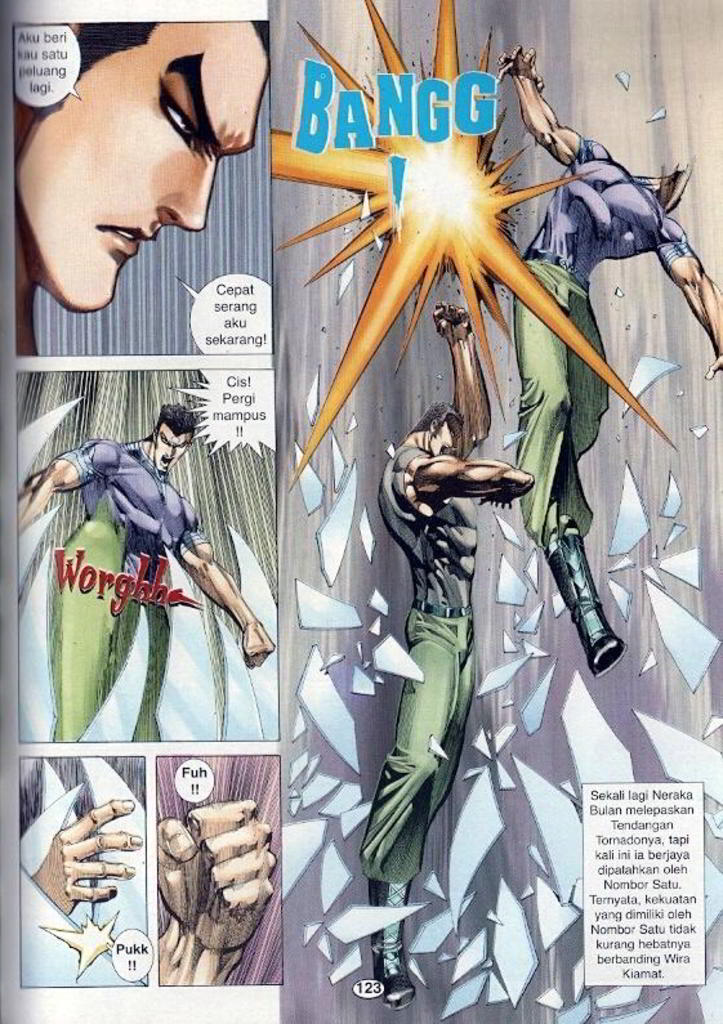 Aku beri
kau satu
peluang
lagi.
Cepat
serang
aku
sekarang!
Cis!
Pergi
mampus
!!
Worghh
Pukk
!!
Fuh
!!
BANGG
!
Sekali lagi Neraka
Bulan melepaskan
Tendangan
Tornadonya, tapi
kali ini ia berjaya
dipatahkan oleh
Nombor Satu.
Ternyata, kekuatan
yang dimiliki oleh
Nombor Satu tidak
kurang hebatnya
berbanding Wira
Kiamat.
123